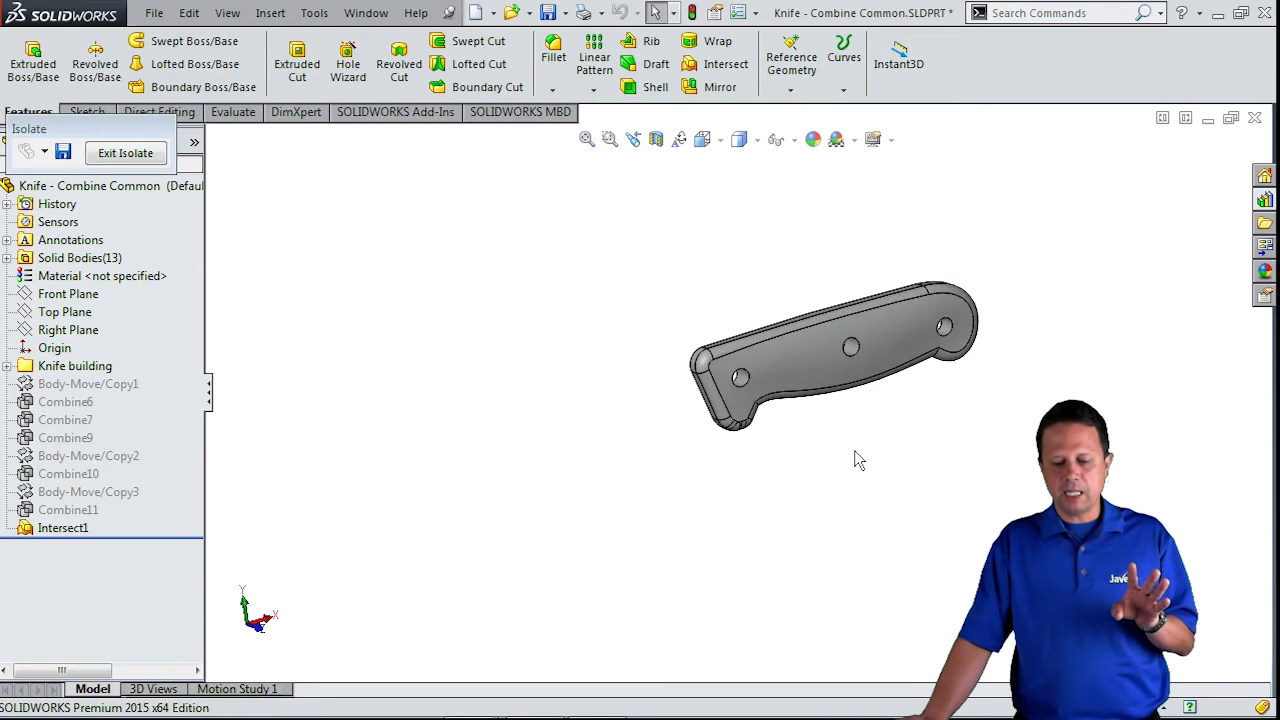 SOLIDWORKS File Edit View Insert Tools Window Help Knife - Combine Common.SLDPRT * Search Commands
Extruded Boss/Base
Revolved Boss/Base
Swept Boss/Base
Lofted Boss/Base
Boundary Boss/Base
Extruded Cut
Hole Wizard
Revolved Cut
Swept Cut
Lofted Cut
Boundary Cut
Fillet
Linear Pattern
Rib
Draft
Shell
Wrap
Intersect
Mirror
Reference Geometry
Curves
Instant3D
Features Sketch Direct Editing Evaluate DimXpert SOLIDWORKS Add-Ins SOLIDWORKS MBD
Isolate
Exit Isolate
Knife - Combine Common (Defau
History
Sensors
Annotations
Solid Bodies(13)
Material <not specified>
Front Plane
Top Plane
Right Plane
Origin
Knife building
Body-Move/Copy1
Combine6
Combine7
Combine9
Body-Move/Copy2
Combine10
Body-Move/Copy3
Combine11
Intersect1
Y
X
Z
Jave
Model 3D Views Motion Study 1
SOLIDWORKS Premium 2015 x64 Edition